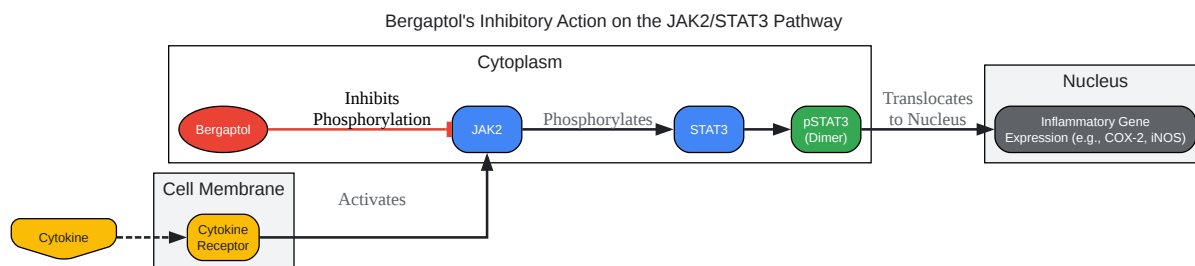 Bergaptol's Inhibitory Action on the JAK2/STAT3 Pathway
Cytoplasm
Nucleus
Inhibits
Phosphorylation
Translocates
to Nucleus
Bergaptol
JAK2
Phosphorylates
STAT3
pSTAT3
(Dimer)
Inflammatory Gene
Expression (e.g., COX-2, iNOS)
Cell Membrane
Activates
Cytokine
Cytokine
Receptor